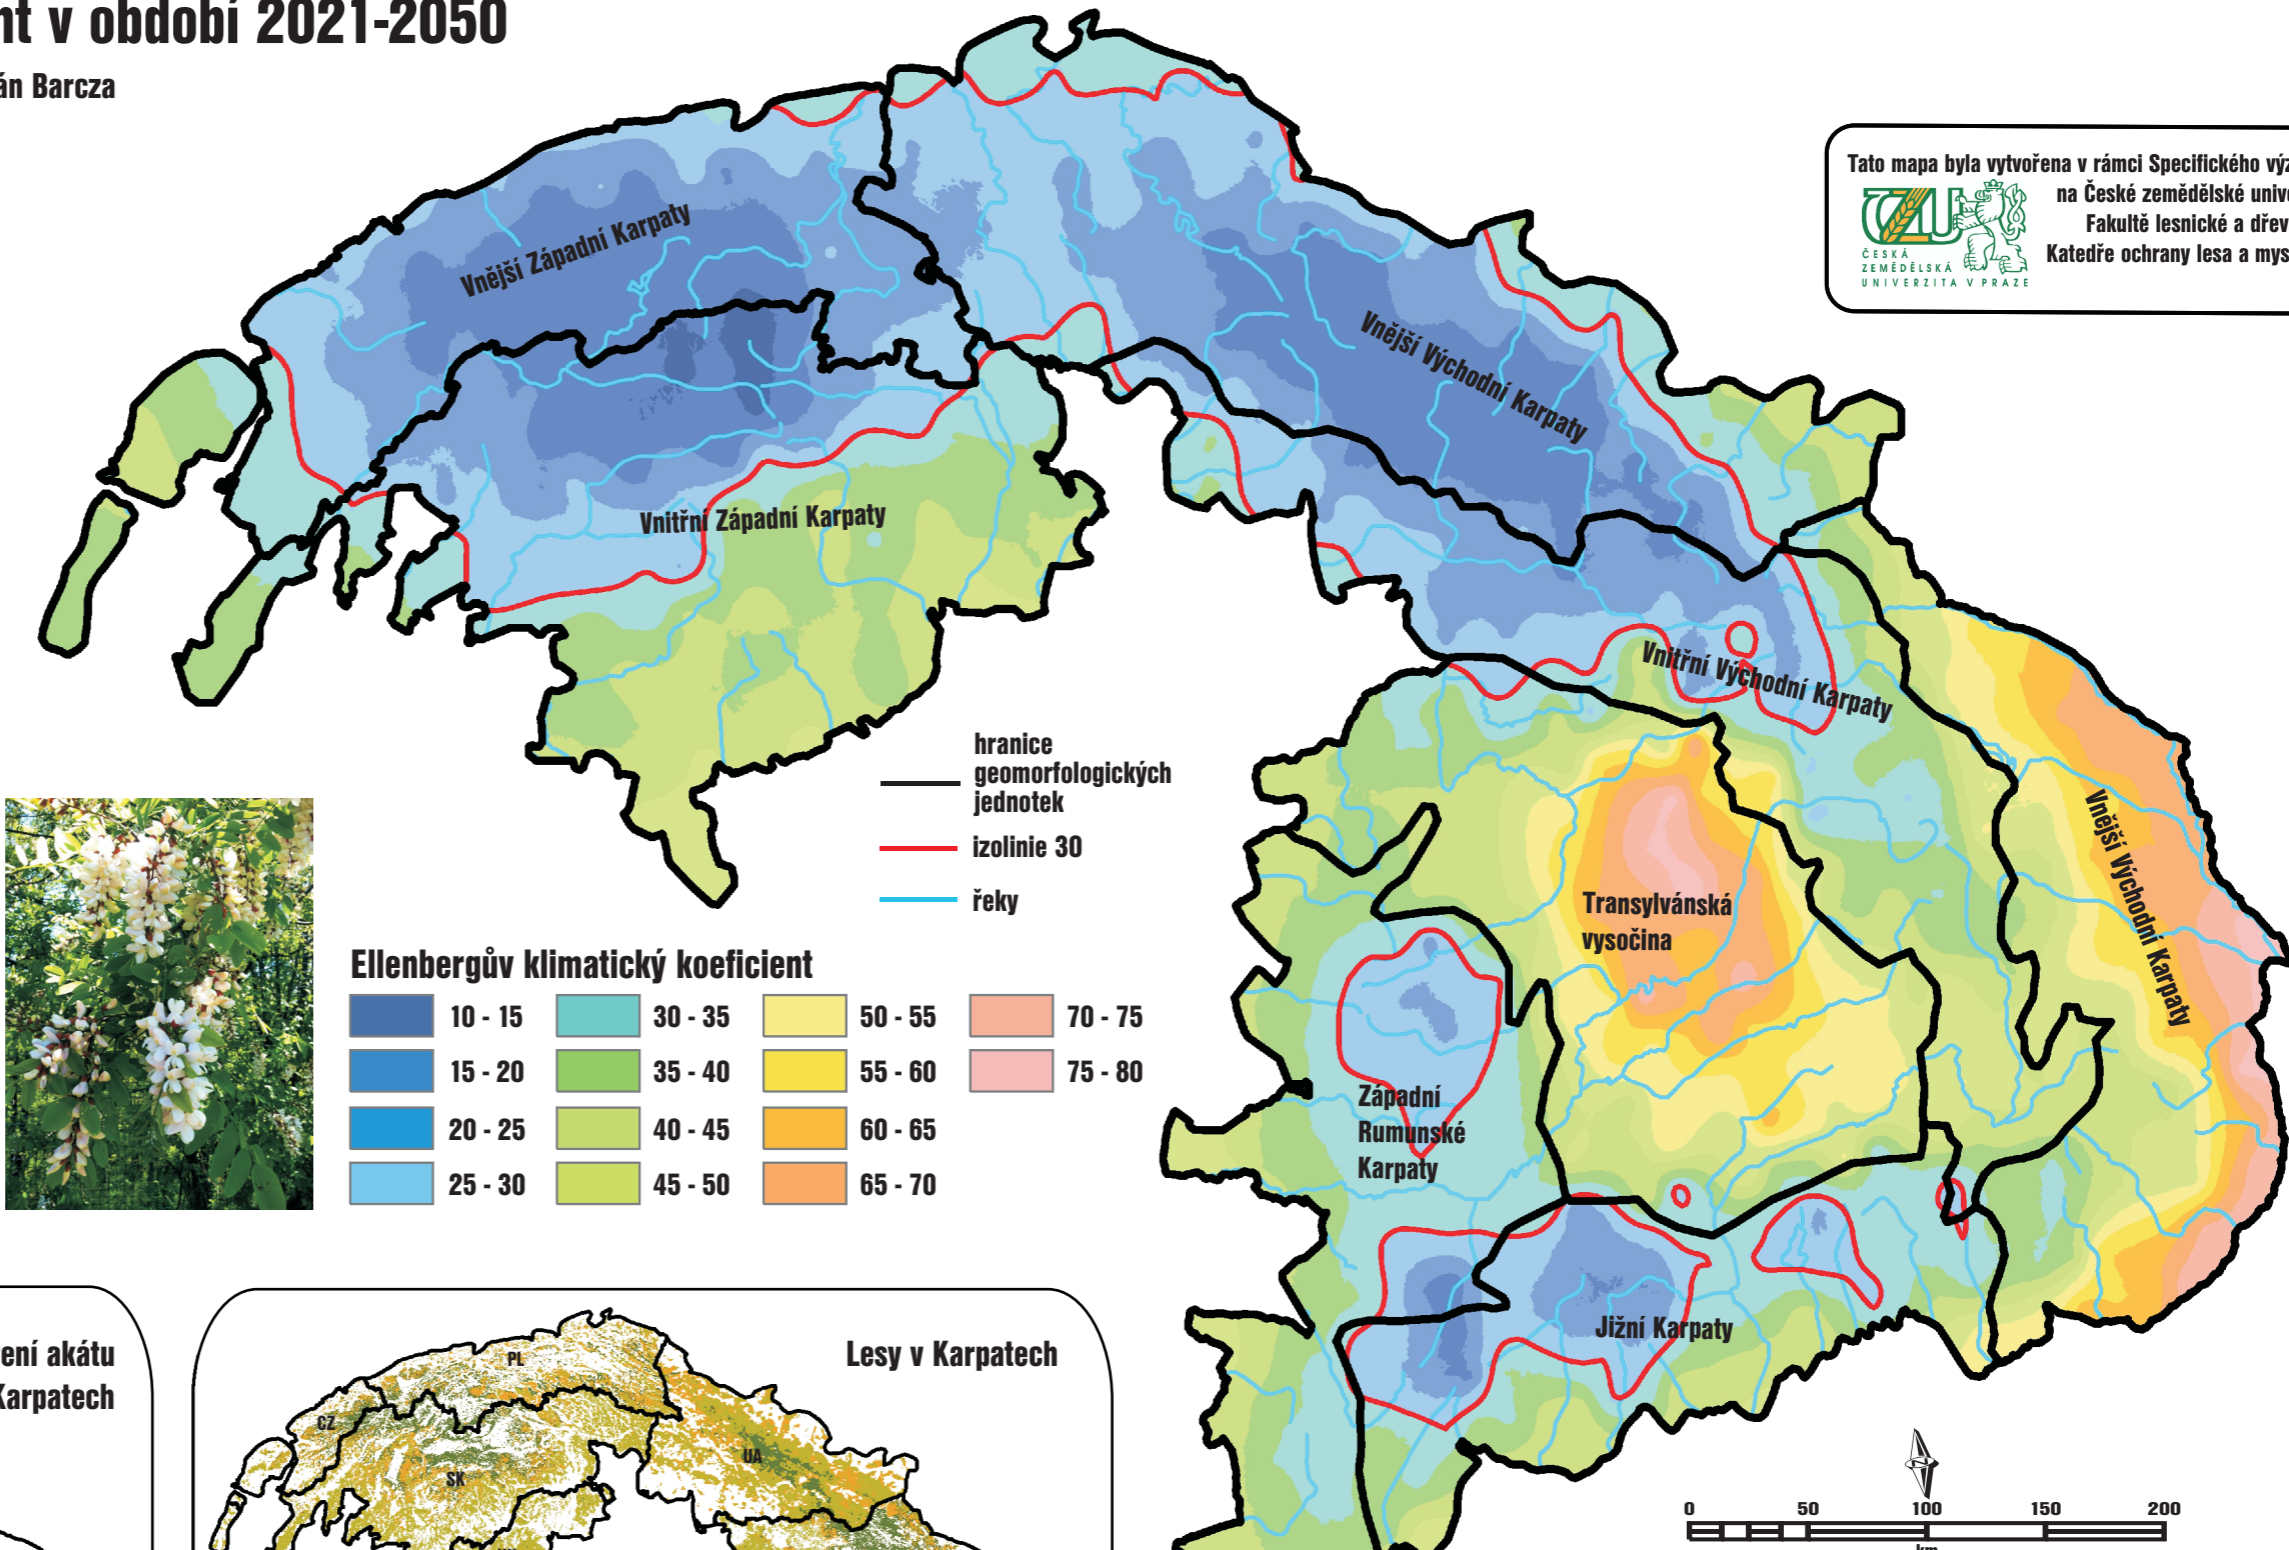 nt v období 2021-2050
án Barcza
Tato mapa byla vytvořena v rámci Specifického výz
na České zemědělské unive
Fakultě lesnické a dřev
Katedře ochrany lesa a mys
ČZU
ČESKÁ
ZEMĚDĚLSKÁ
UNIVERZITA V PRAZE
Vnější Západní Karpaty
Vnější Východní Karpaty
Vnitřní Západní Karpaty
Vnitřní Východní Karpaty
Vnější Východní Karpaty
Transylvánská
vysočina
Západní
Rumunské
Karpaty
Jižní Karpaty
hranice
geomorfologických
jednotek
izolinie 30
řeky
Ellenbergův klimatický koeficient
10 - 15
15 - 20
20 - 25
25 - 30
30 - 35
35 - 40
40 - 45
45 - 50
50 - 55
55 - 60
60 - 65
65 - 70
70 - 75
75 - 80
ení akátu
Karpatech
Lesy v Karpatech
PL
CZ
SK
UA
N
0 50 100 150 200
km